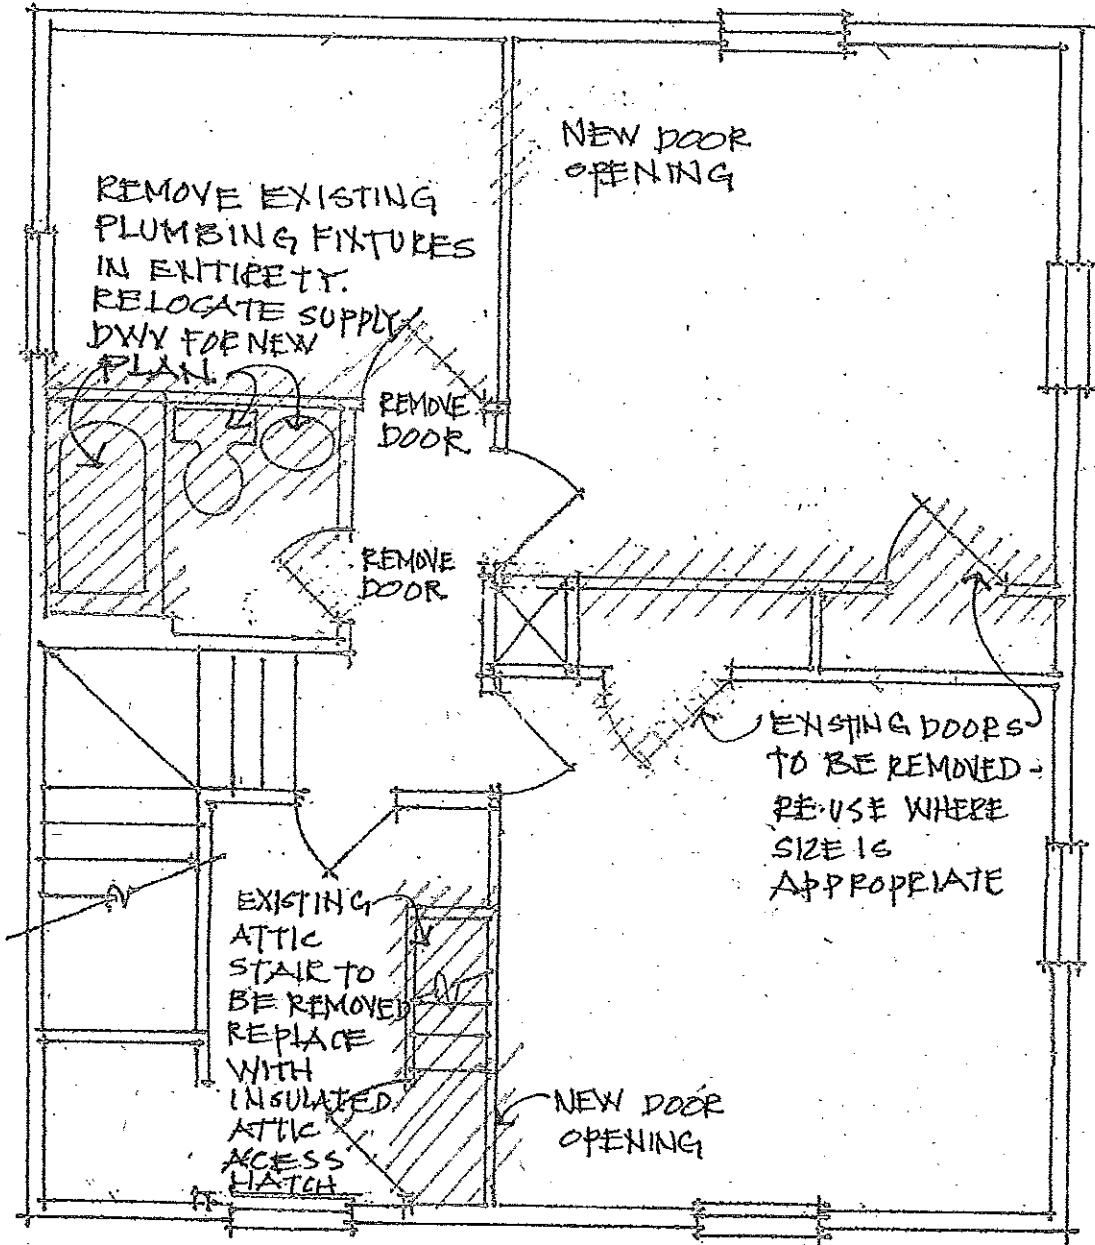 NEW DOOR
OPENING
REMOVE EXISTING
PLUMBING FIXTURES
IN ENTIRETY.
RELOCATE SUPPLY/
DWV FOR NEW
PLAN.
REMOVE
DOOR
REMOVE
DOOR
EXISTING DOORS
TO BE REMOVED -
RE-USE WHERE
SIZE IS
APPROPRIATE
EXISTING
ATTIC
STAIR TO
BE REMOVED
REPLACE
WITH
INSULATED
ATTIC
ACCESS
HATCH
NEW DOOR
OPENING